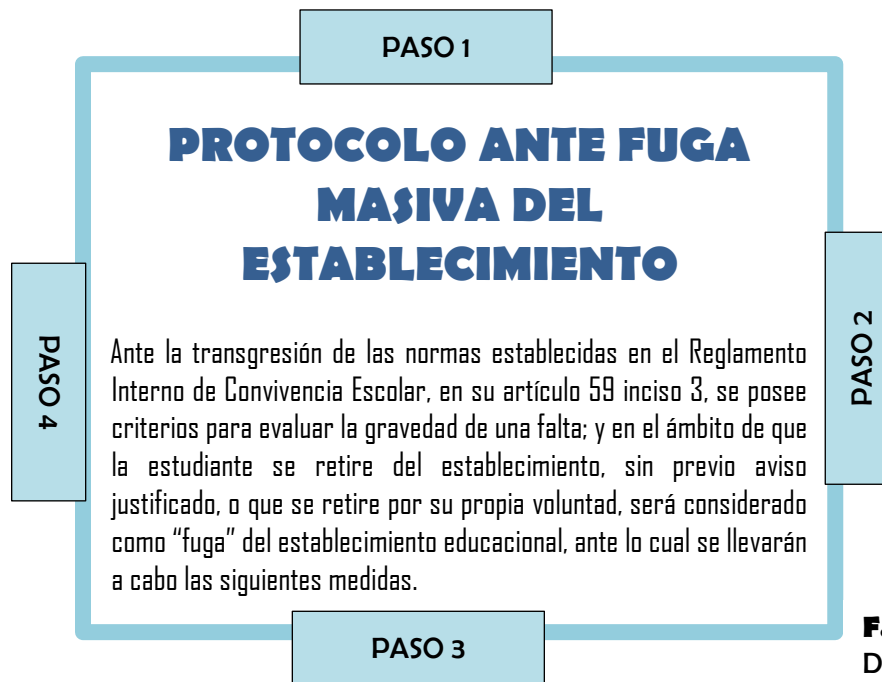 PASO 1
PROTOCOLO ANTE FUGA
MASIVA DEL
ESTABLECIMIENTO
PASO 4
PASO 2
Ante la transgresión de las normas establecidas en el Reglamento
Interno de Convivencia Escolar, en su artículo 59 inciso 3, se posee
criterios para evaluar la gravedad de una falta; y en el ámbito de que
la estudiante se retire del establecimiento, sin previo aviso
justificado, o que se retire por su propia voluntad, será considerado
como “fuga” del establecimiento educacional, ante lo cual se llevarán
a cabo las siguientes medidas.
PASO 3
F.
D